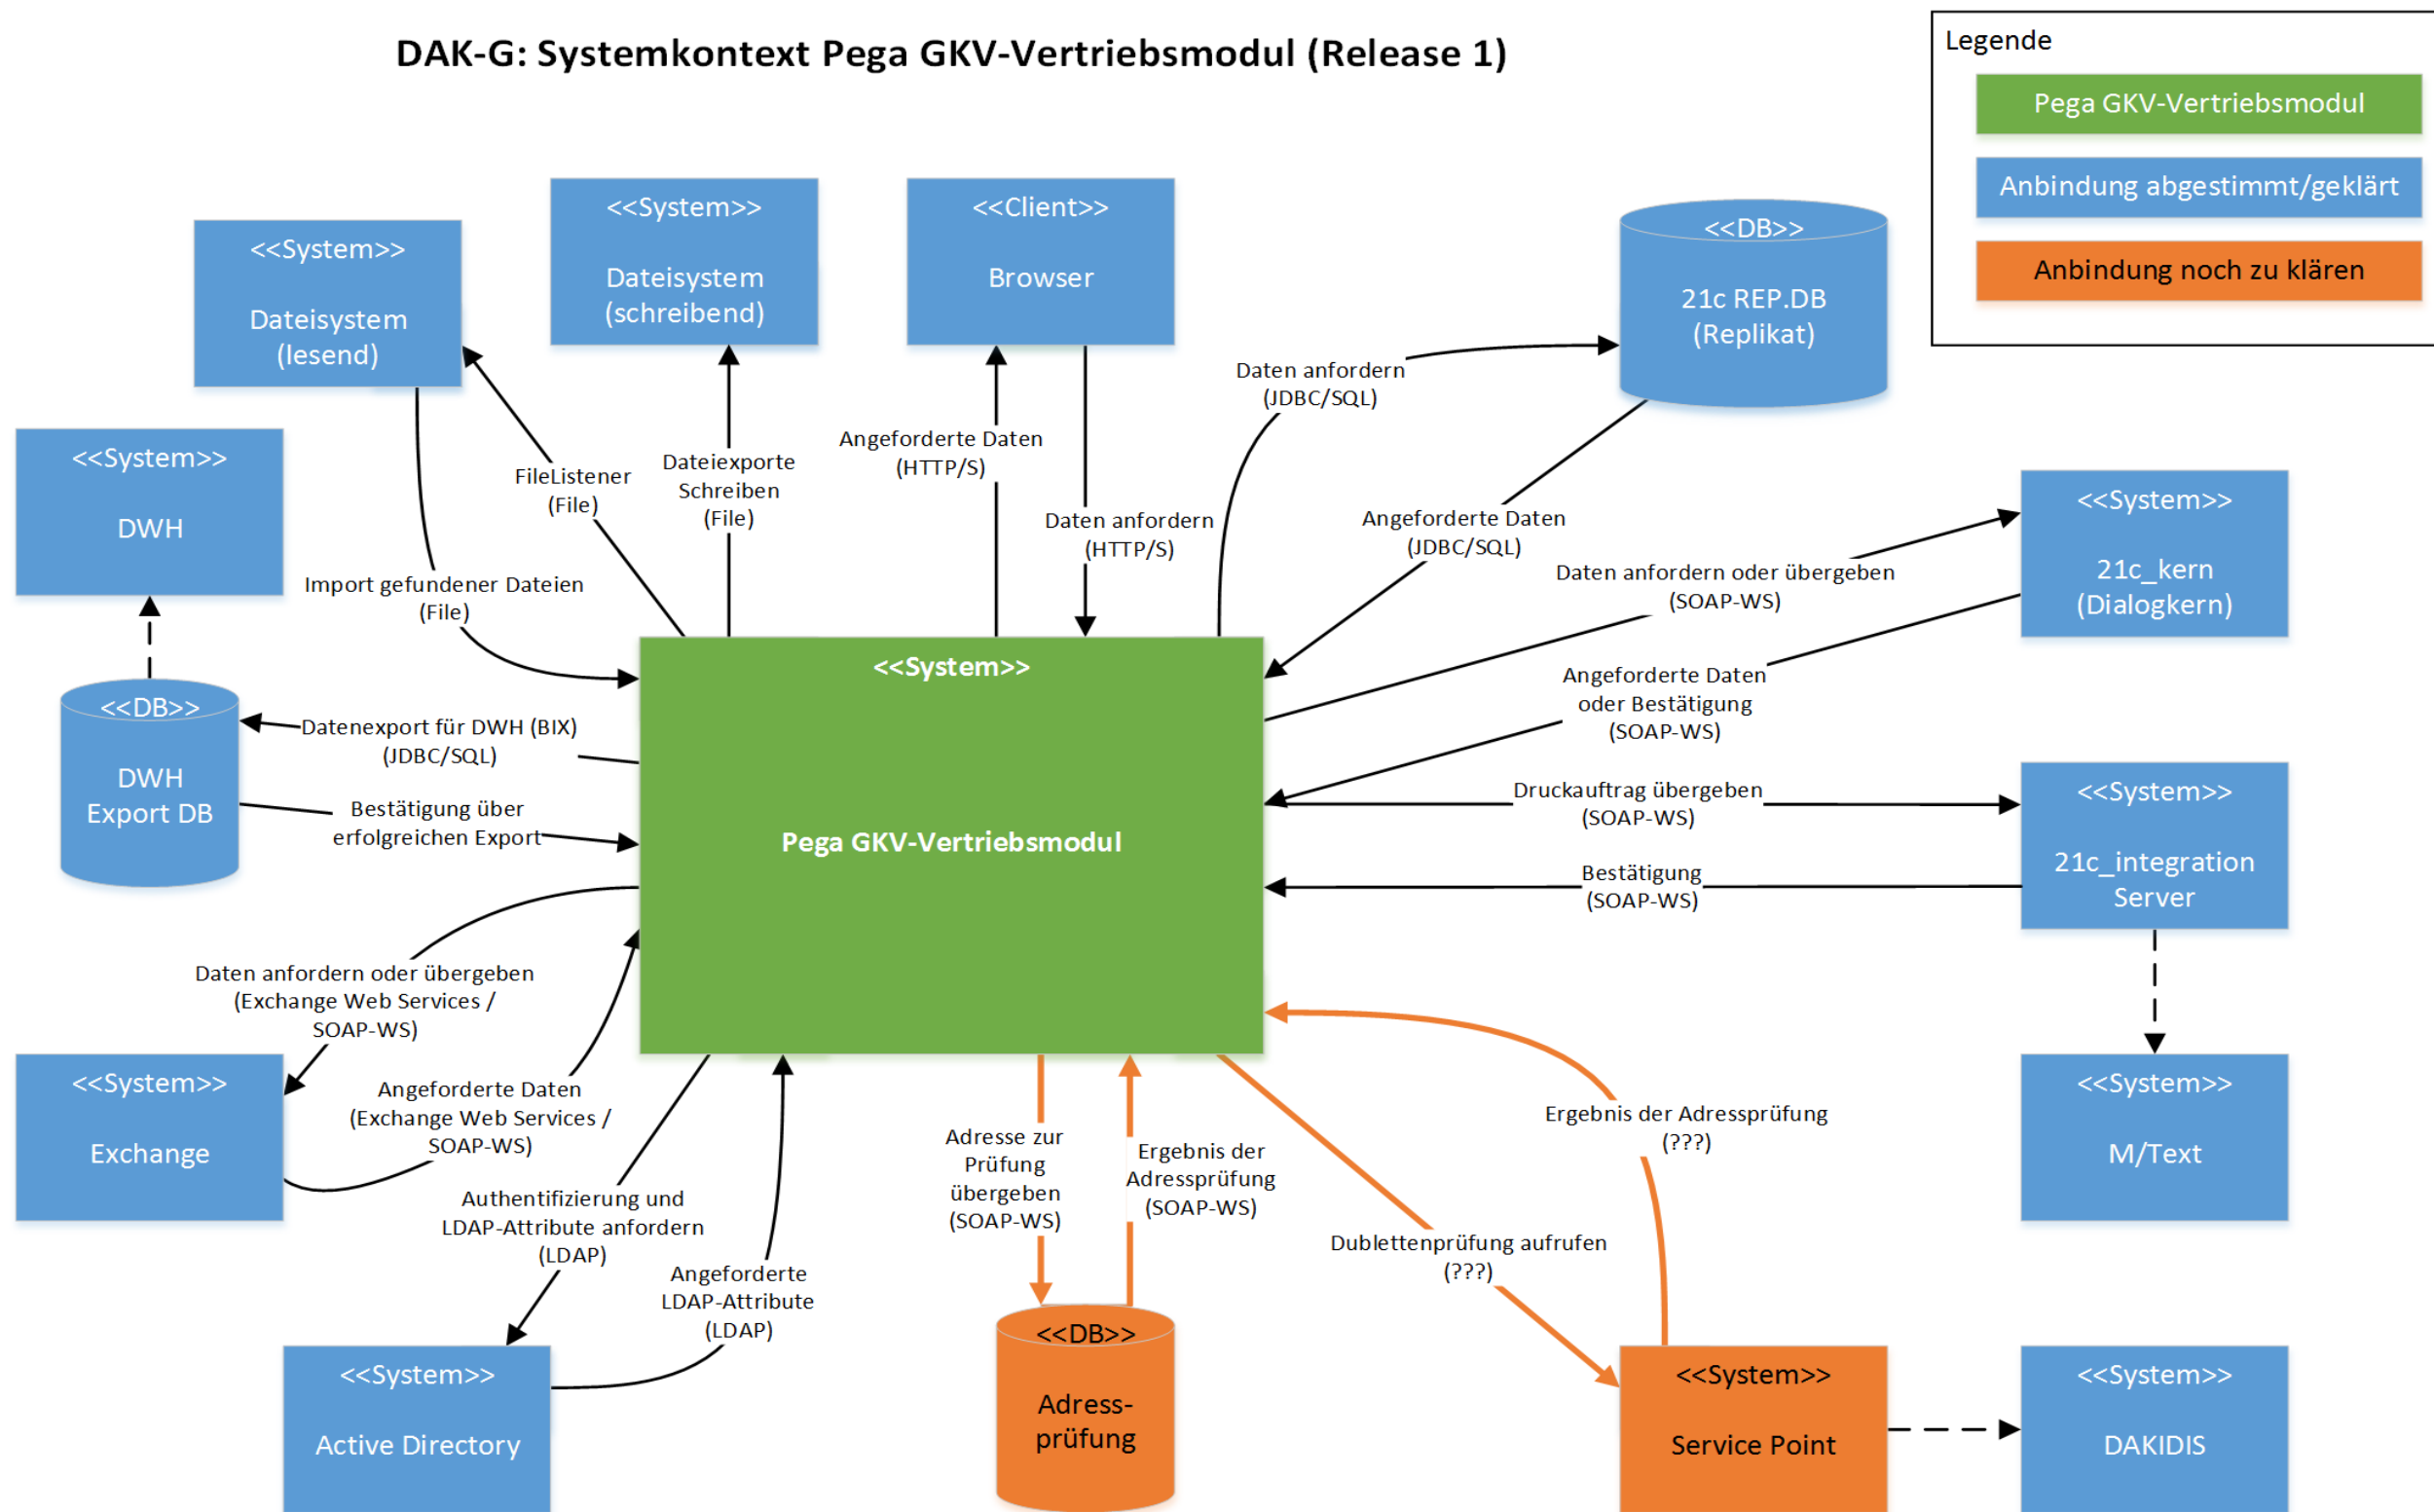 DAK-G: Systemkontext Pega GKV-Vertriebsmodul (Release 1)
Legende
Pega GKV-Vertriebsmodul
Anbindung abgestimmt/geklärt
Anbindung noch zu klären
<<System>>
Dateisystem
(lesend)
<<System>>
Dateisystem
(schreibend)
<<Client>>
Browser
<<DB>>
21c REP.DB
(Replikat)
<<System>>
DWH
FileListener
(File)
Dateiexporte
Schreiben
(File)
Angeforderte Daten
(HTTP/S)
Daten anfordern
(HTTP/S)
Daten anfordern
(JDBC/SQL)
Angeforderte Daten
(JDBC/SQL)
<<System>>
21c_kern
(Dialogkern)
Import gefundener Dateien
(File)
Daten anfordern oder übergeben
(SOAP-WS)
Angeforderte Daten
oder Bestätigung
(SOAP-WS)
<<DB>>
DWH
Export DB
Datenexport für DWH (BIX)
(JDBC/SQL)
Bestätigung über
erfolgreichen Export
<<System>>
Pega GKV-Vertriebsmodul
Druckauftrag übergeben
(SOAP-WS)
Bestätigung
(SOAP-WS)
<<System>>
21c_integration
Server
Daten anfordern oder übergeben
(Exchange Web Services /
SOAP-WS)
<<System>>
Exchange
Angeforderte Daten
(Exchange Web Services /
SOAP-WS)
Authentifizierung und
LDAP-Attribute anfordern
(LDAP)
Angeforderte
LDAP-Attribute
(LDAP)
Adresse zur
Prüfung
übergeben
(SOAP-WS)
Ergebnis der
Adressprüfung
(SOAP-WS)
Ergebnis der Adressprüfung
(???)
Dublettenprüfung aufrufen
(???)
<<System>>
M/Text
<<System>>
Active Directory
<<DB>>
Adress-
prüfung
<<System>>
Service Point
<<System>>
DAKIDIS